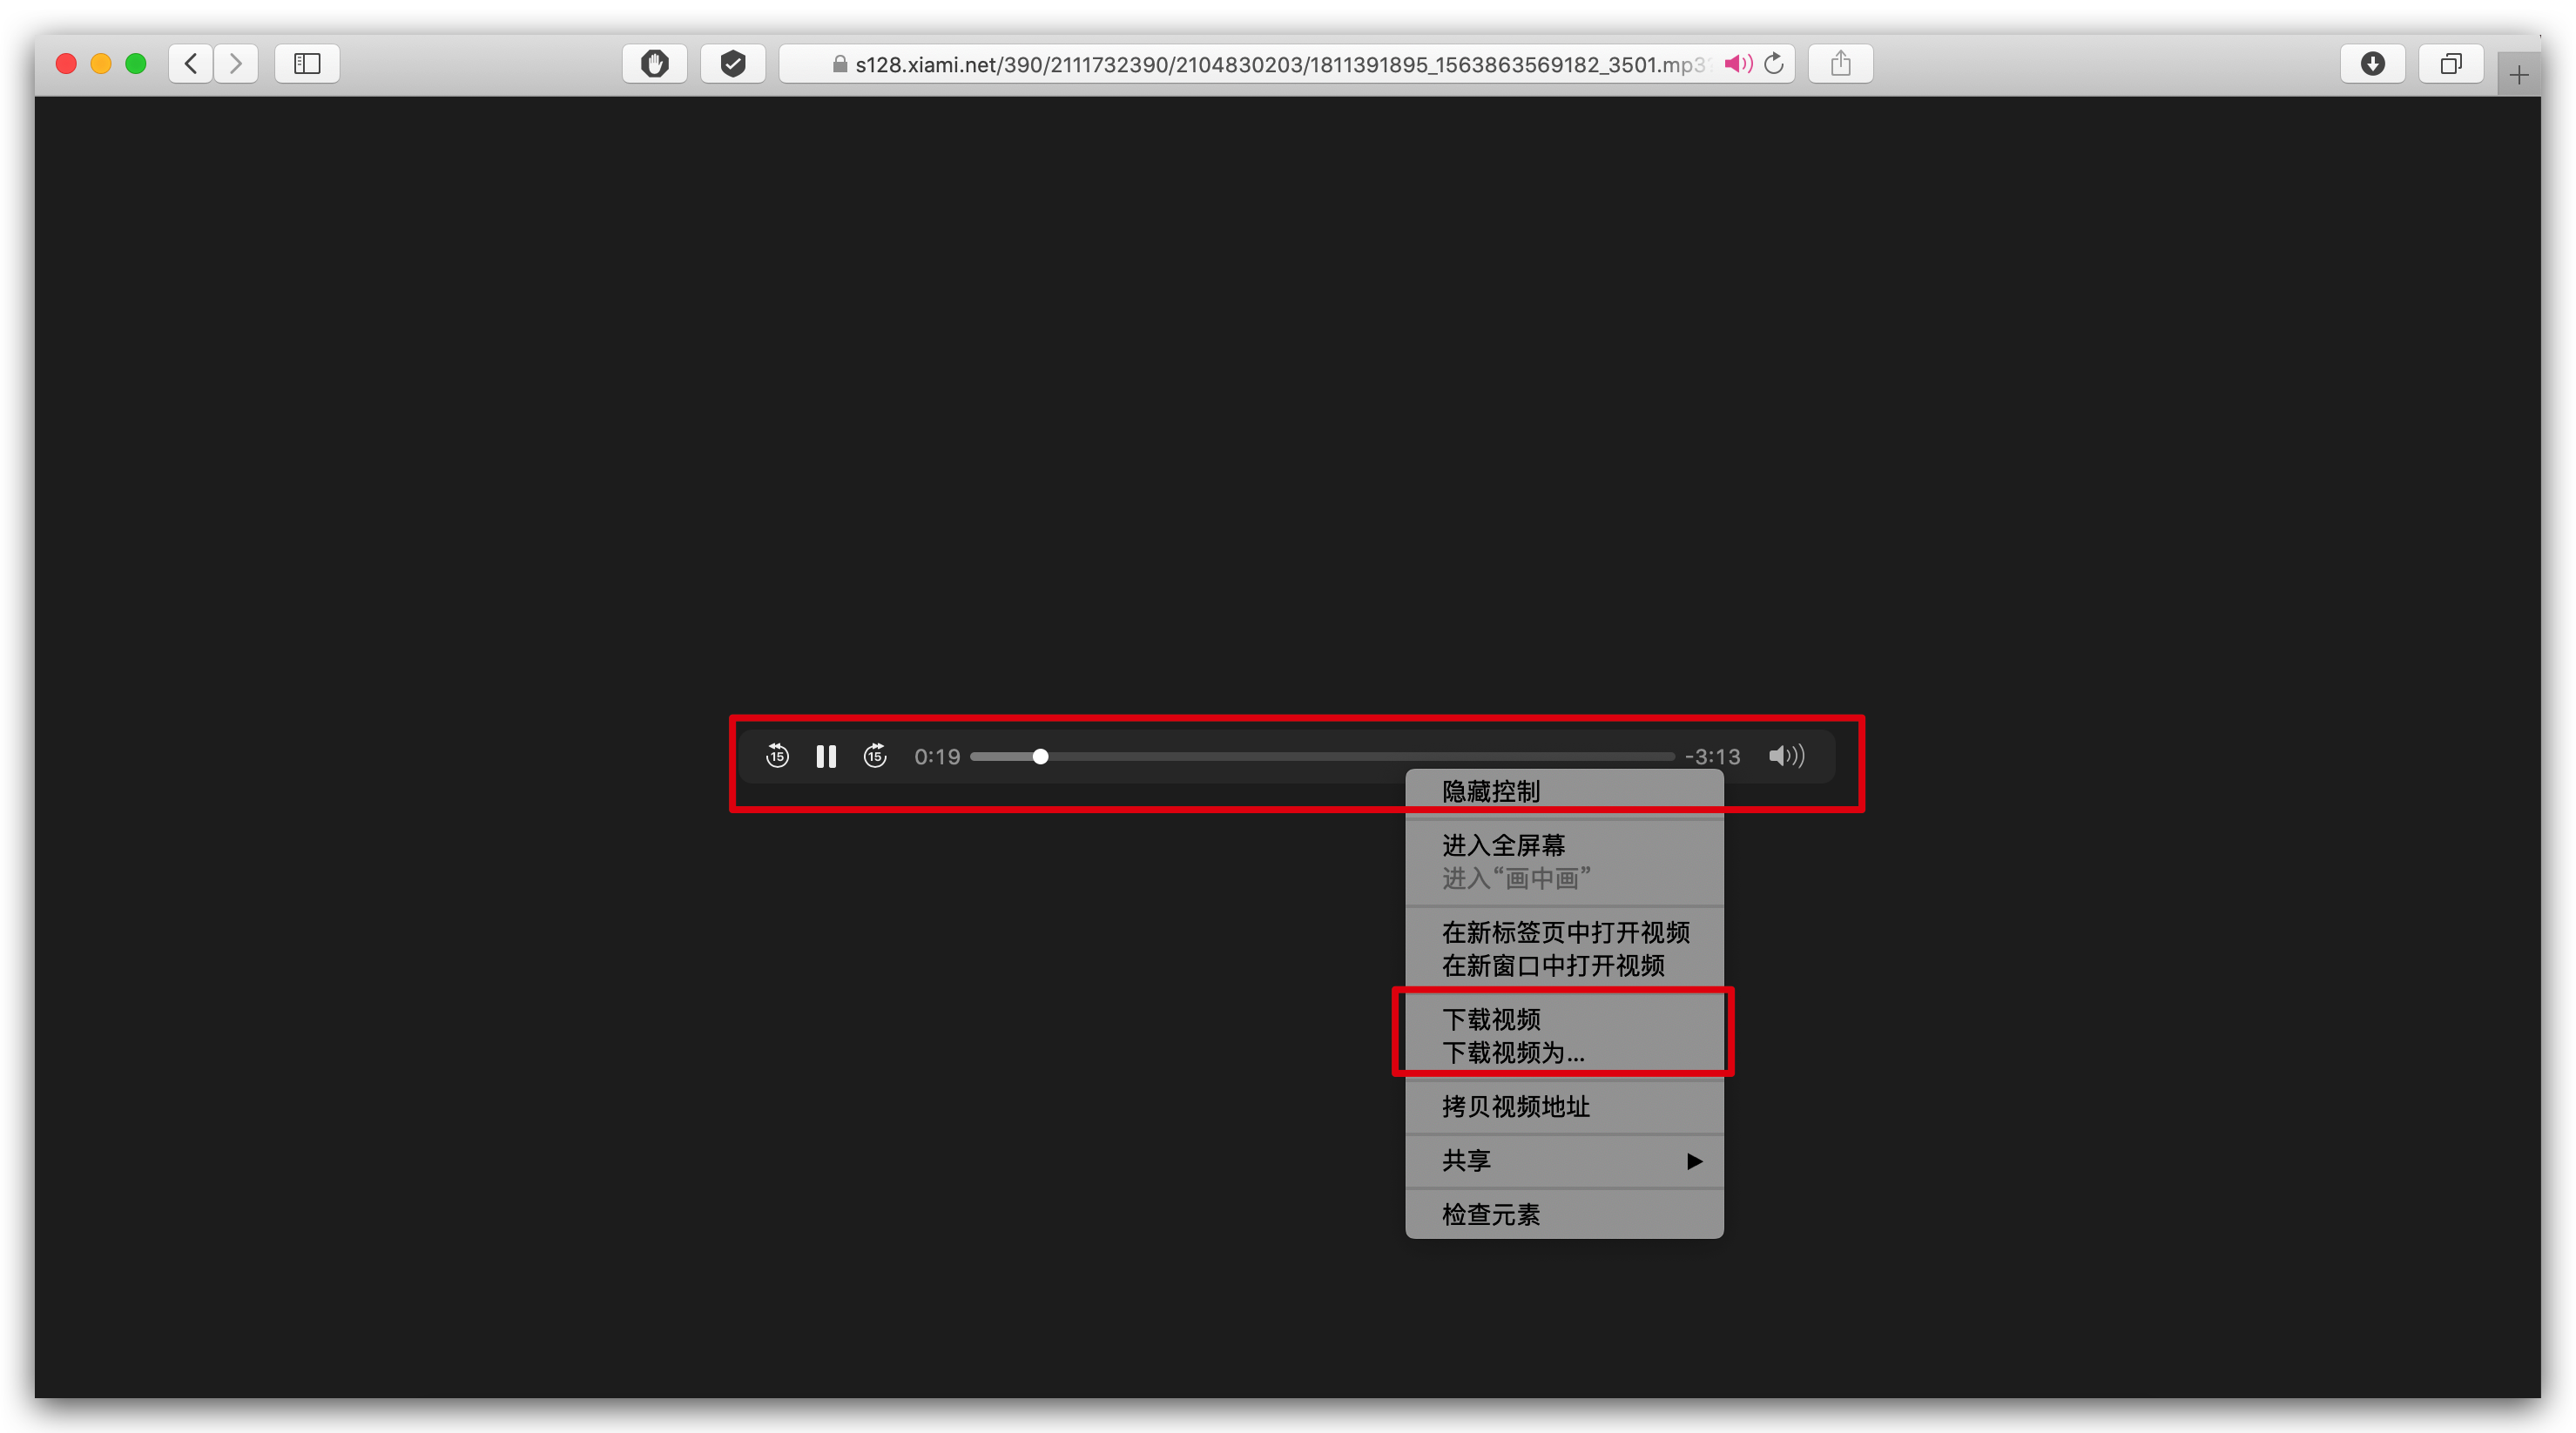 s128.xiami.net/390/2111732390/2104830203/1811391895_1563863569182_3501.mp3
15
15
0:19
-3:13
隐藏控制
进入全屏幕
进入“画中画”
在新标签页中打开视频
在新窗口中打开视频
下载视频
下载视频为...
拷贝视频地址
共享
检查元素